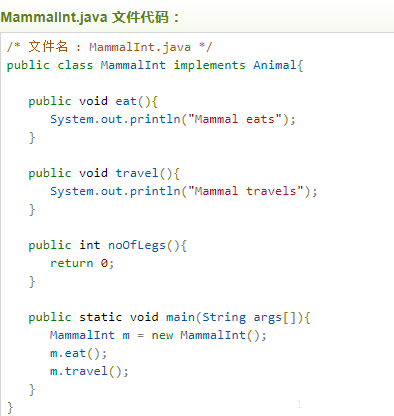 MammalInt.java 文件代码：
/* 文件名 : MammalInt.java */
public class MammalInt implements Animal{
public void eat(){
System.out.println("Mammal eats");
}
public void travel(){
System.out.println("Mammal travels");
}
public int noOfLegs(){
return 0;
}
public static void main(String args[]){
MammalInt m = new MammalInt();
m.eat();
m.travel();
}
}